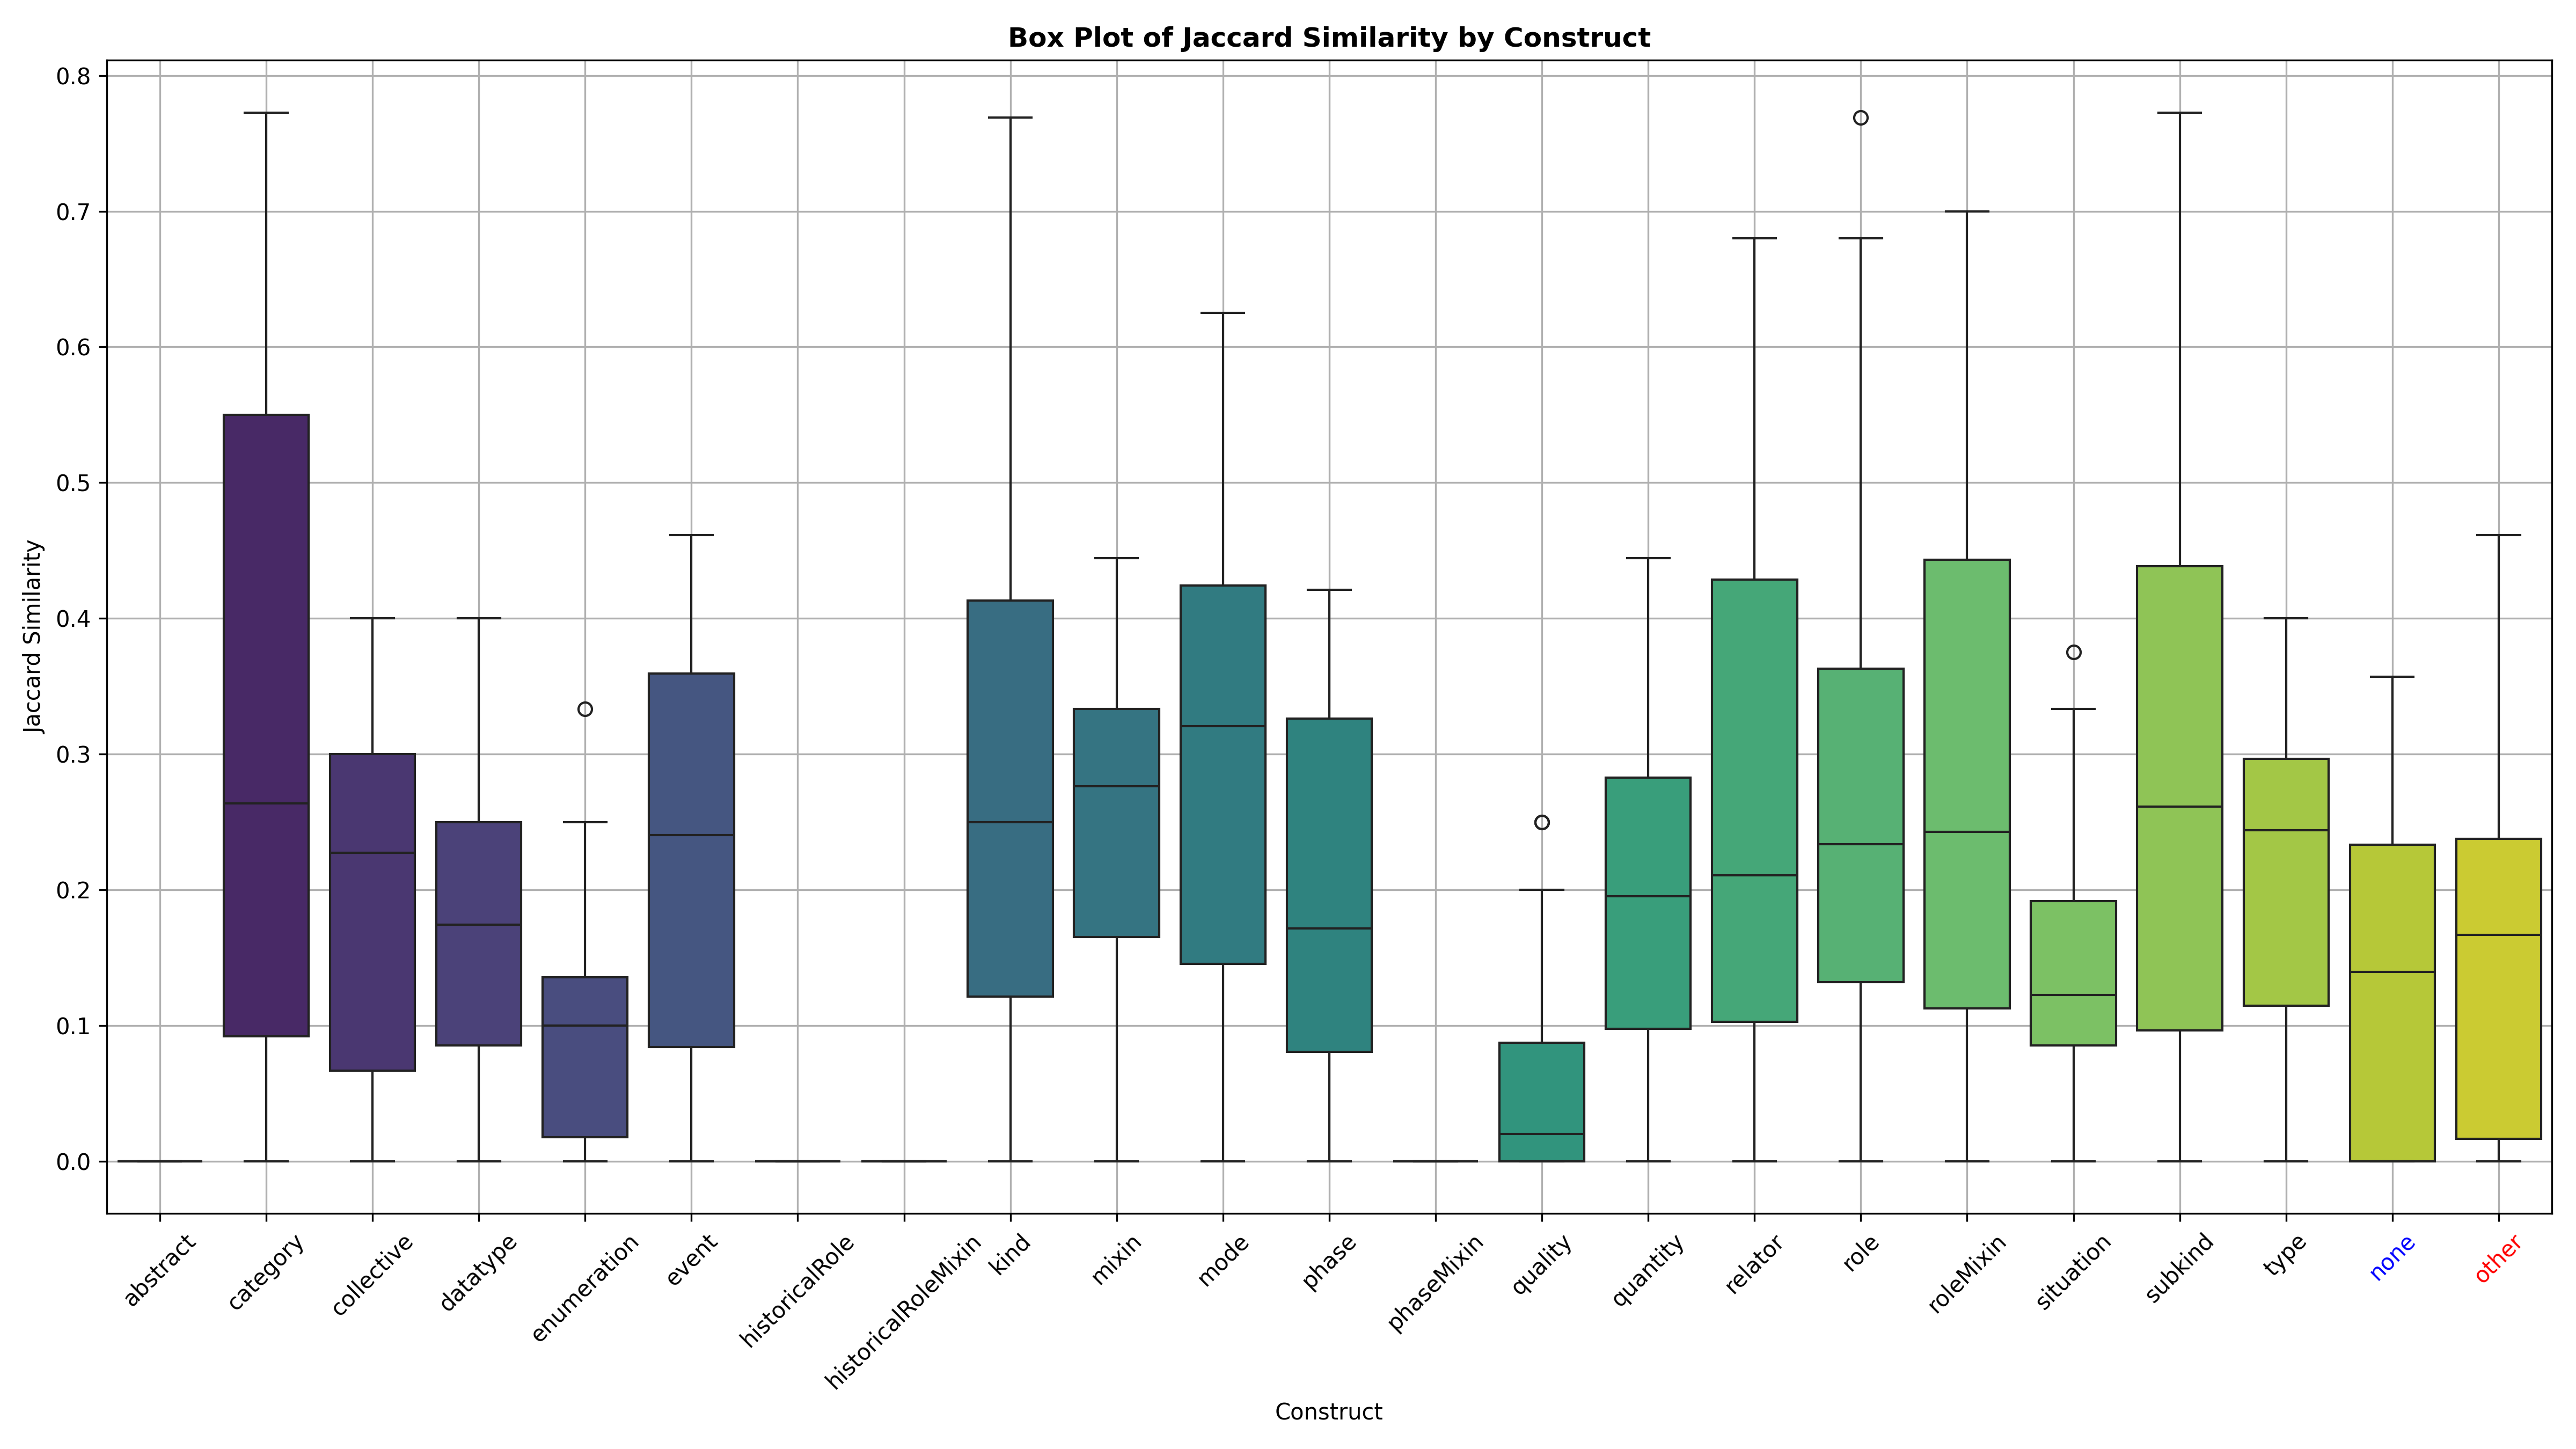 Box Plot of Jaccard Similarity by Construct
Jaccard Similarity
0.8
0.7
0.6
0.5
0.4
0.3
0.2
0.1
0.0
abstract
category
collective
datatype
enumeration
event
historicalRole
historicalRoleMixin
kind
mixin
mode
phase
phaseMixin
quality
quantity
relator
role
roleMixin
situation
subkind
type
none
other
Construct